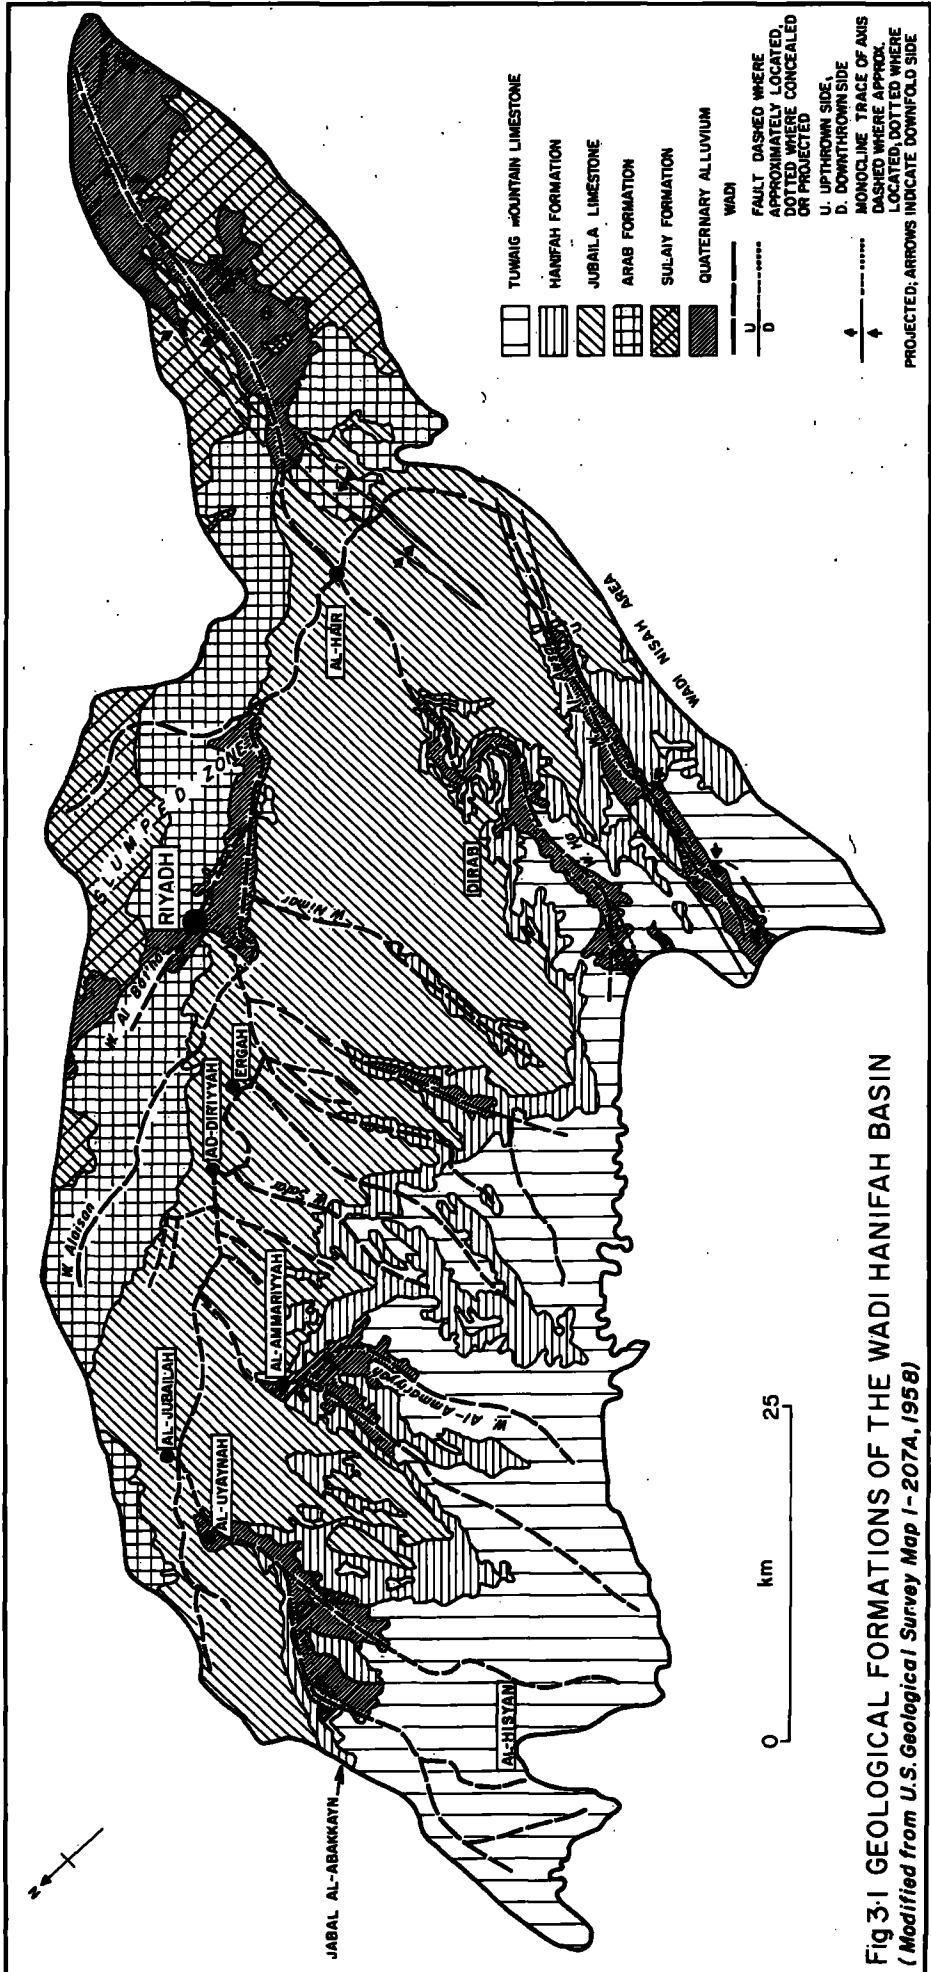 N
JABAL AL-ABAKKAYN
AL-HISYAN
AL-UYAYNAH
AL-JUBAILAH
AL-AMMARIYYAH
W. Al-Ammariyyah
W. Alaisan
AD-DIRIYYAH
ERGAH
RIYADH
SLUMPED ZONE
W. Nimar
DIRAB
AL-HAIR
WADI NISAH AREA
U
TUWAIG MOUNTAIN LIMESTONE
HANIFAH FORMATION
JUBAILA LIMESTONE
ARAB FORMATION
SULAIY FORMATION
QUATERNARY ALLUVIUM
WADI
U
D
FAULT DASHED WHERE
APPROXIMATELY LOCATED,
DOTTED WHERE CONCEALED
OR PROJECTED
U. UPTHROWN SIDE,
D. DOWNTHROWN SIDE
MONOCLINE TRACE OF AXIS
DASHED WHERE APPROX.
LOCATED, DOTTED WHERE
PROJECTED; ARROWS INDICATE DOWNFOLD SIDE
0 km 25
Fig 3·1 GEOLOGICAL FORMATIONS OF THE WADI HANIFAH BASIN
(Modified from U.S. Geological Survey Map I-207A, 1958)